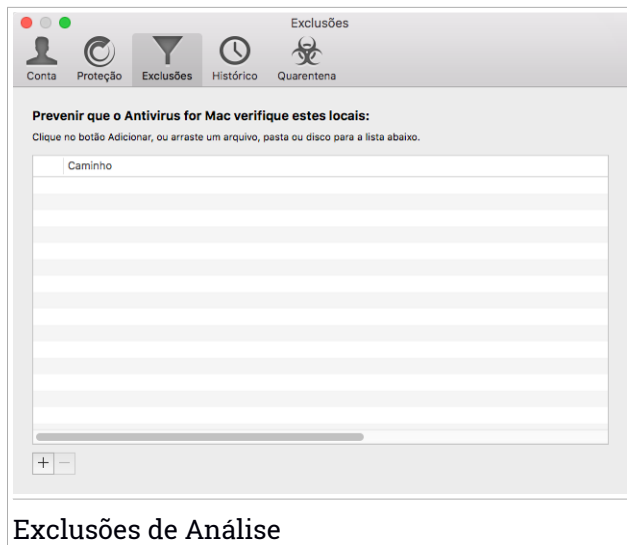 Exclusões
Conta Proteção Exclusões Histórico Quarentena
Prevenir que o Antivirus for Mac verifique estes locais:
Clique no botão Adicionar, ou arraste um arquivo, pasta ou disco para a lista abaixo.
Caminho
Exclusões de Análise